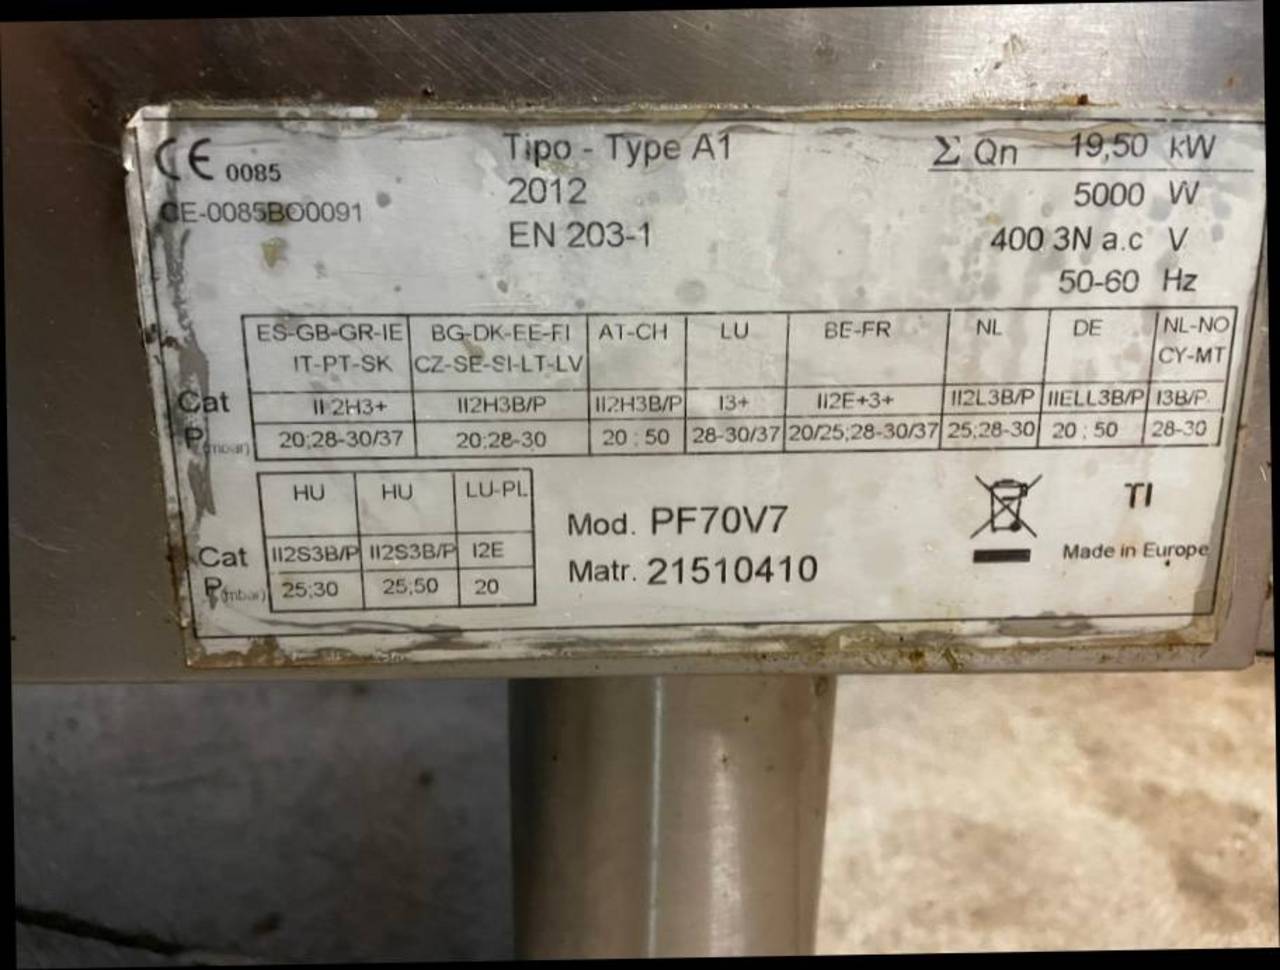 CE 0085
CE-0085BO0091
Tipo - Type A1
2012
EN 203-1
Σ Qn 19,50 kW
5000 W
400 3N a.c V
50-60 Hz
ES-GB-GR-IE IT-PT-SK BG-DK-EE-FI CZ-SE-SI-LT-LV AT-CH LU BE-FR NL DE NL-NO CY-MT
Cat II2H3+ II2H3B/P II2H3B/P I3+ II2E+3+ II2L3B/P IIELL3B/P I3B/P
P(mbar) 20;28-30/37 20;28-30 20;50 28-30/37 20/25;28-30/37 25;28-30 20;50 28-30
HU HU LU-PL
Cat II2S3B/P II2S3B/P I2E
P(mbar) 25;30 25;50 20
Mod. PF70V7
Matr. 21510410
TI
Made in Europe